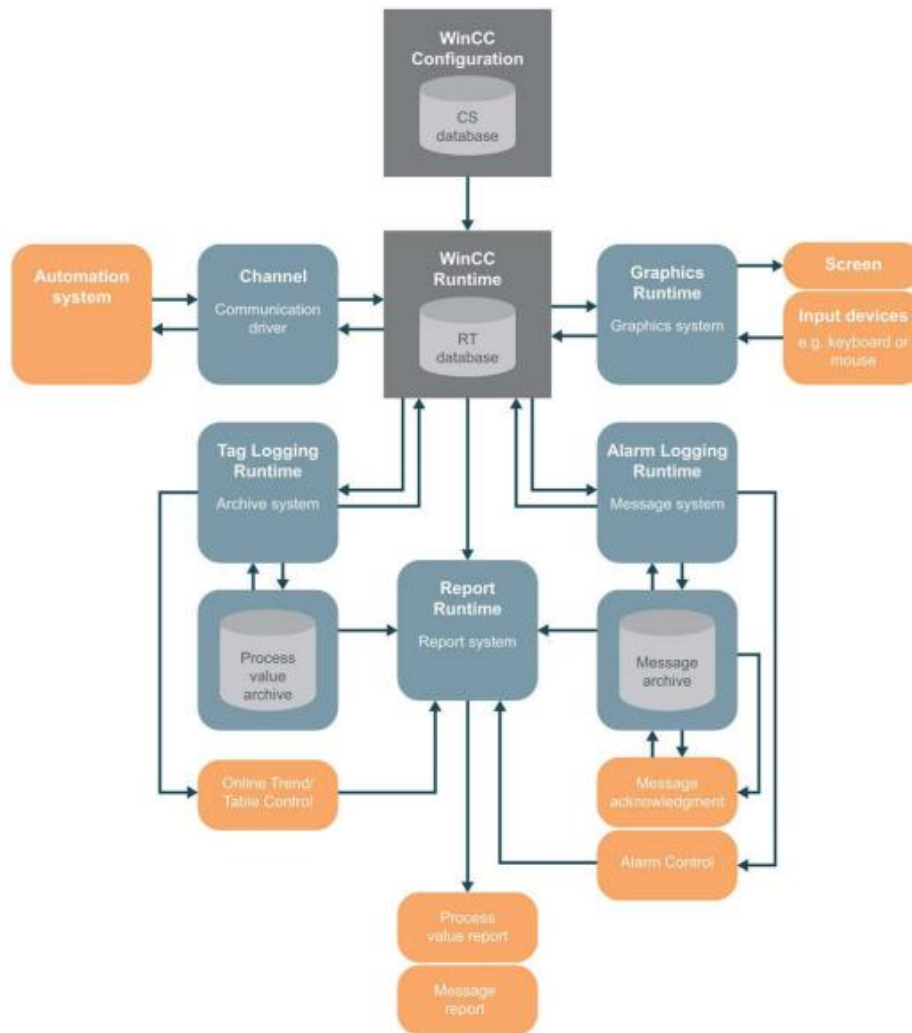 WinCC
Configuration
CS
database
Automation
system
Channel
Communication
driver
WinCC
Runtime
RT
database
Graphics
Runtime
Graphics system
Screen
Input devices
e.g. keyboard or
mouse
Tag Logging
Runtime
Archive system
Alarm Logging
Runtime
Message system
Process
value
archive
Report
Runtime
Report system
Message
archive
Online Trend/
Table Control
Message
acknowledgment
Alarm Control
Process
value report
Message
report